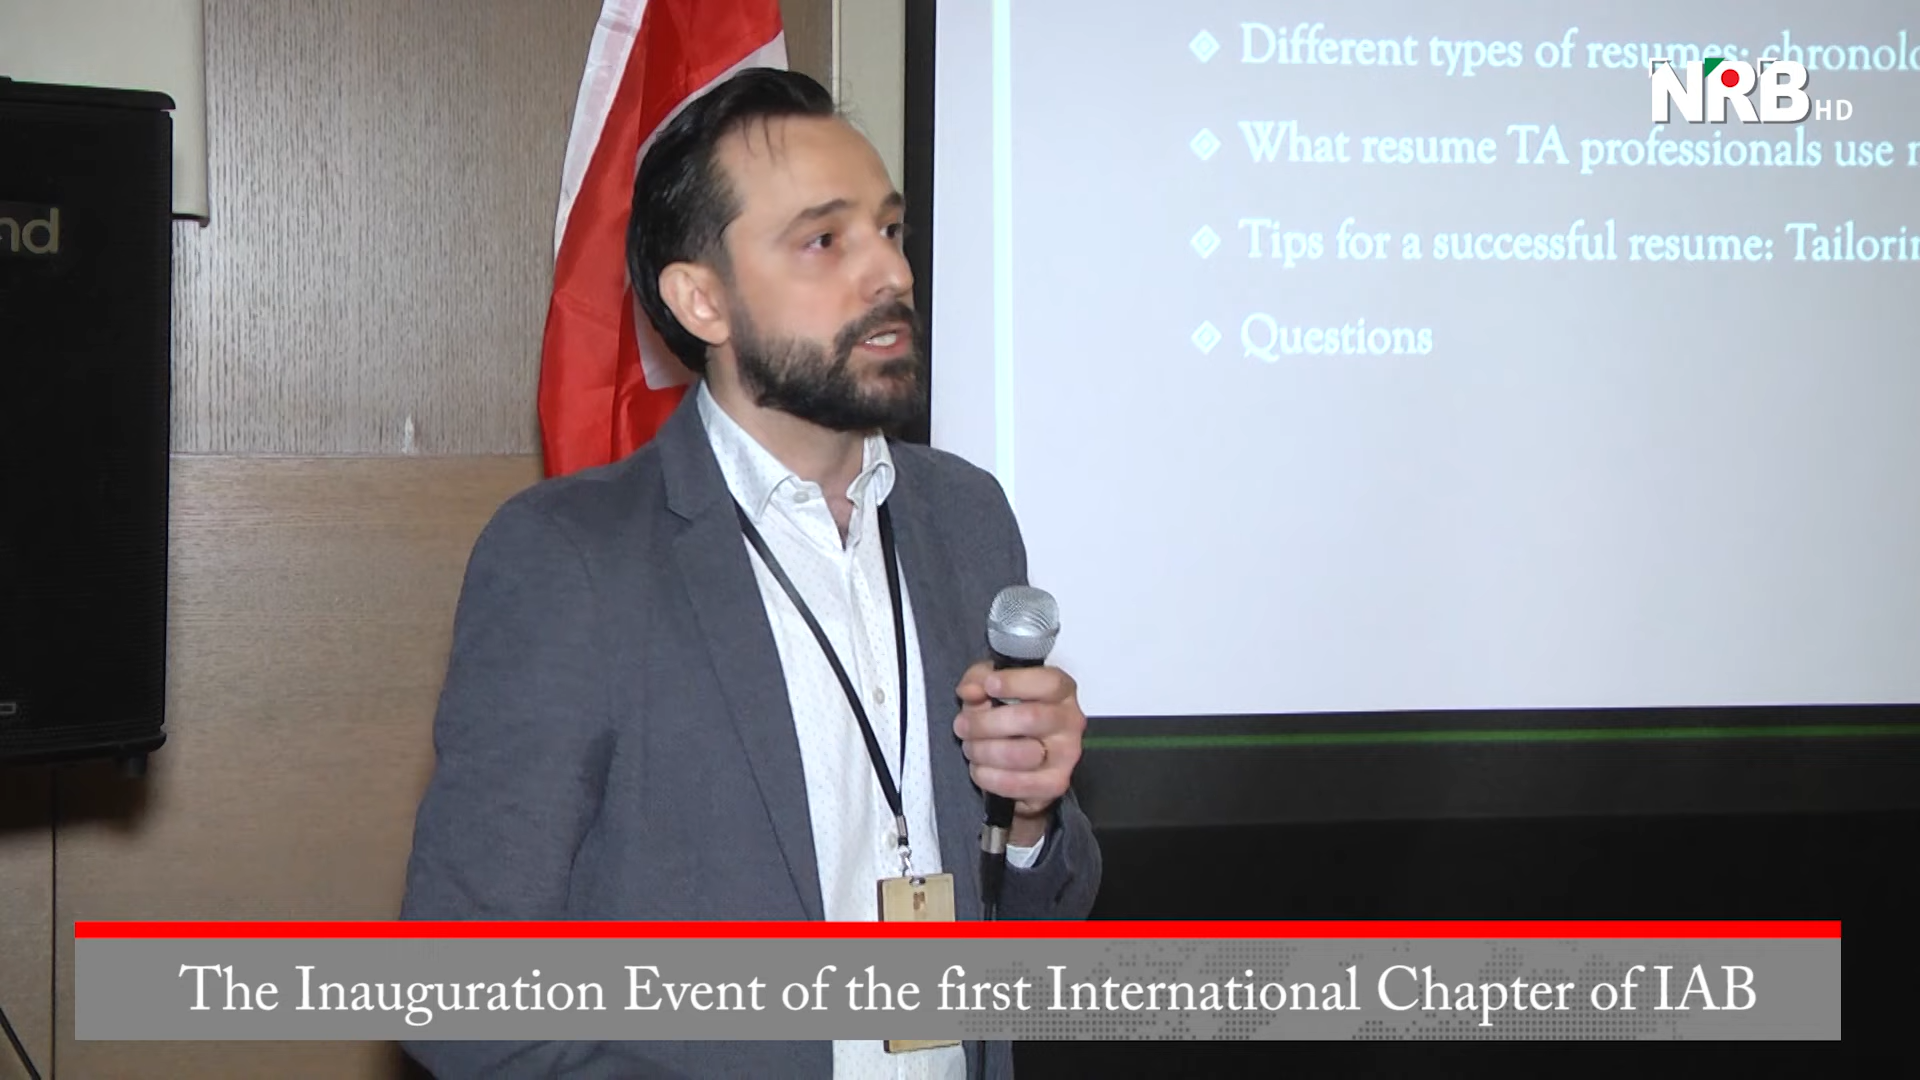 Different types of resumes: chronolo
What resume TA professionals use
Tips for a successful resume: Tailorin
Questions
NRB HD
nd
The Inauguration Event of the first International Chapter of IAB